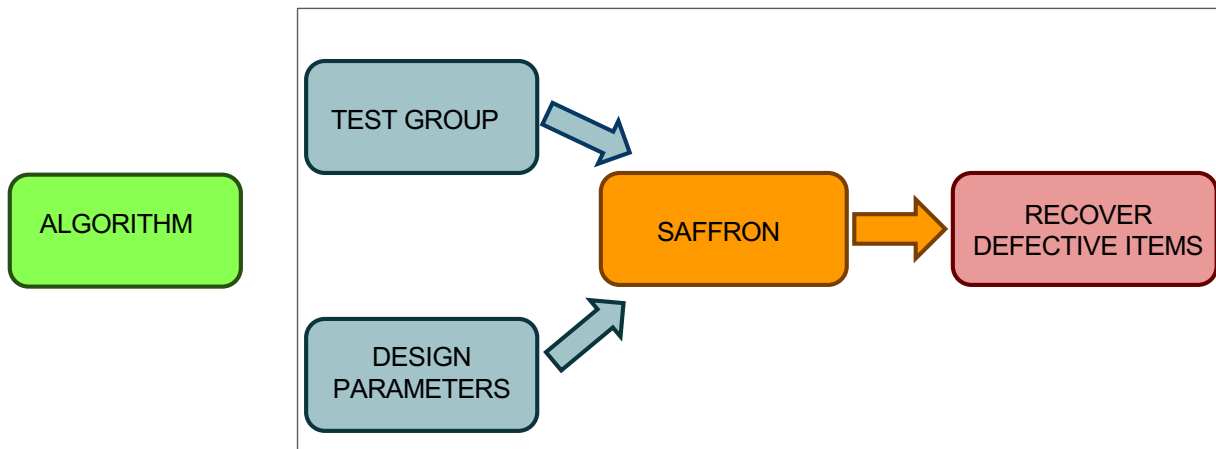 TEST GROUP
ALGORITHM
SAFFRON
RECOVER
DEFECTIVE ITEMS
DESIGN
PARAMETERS